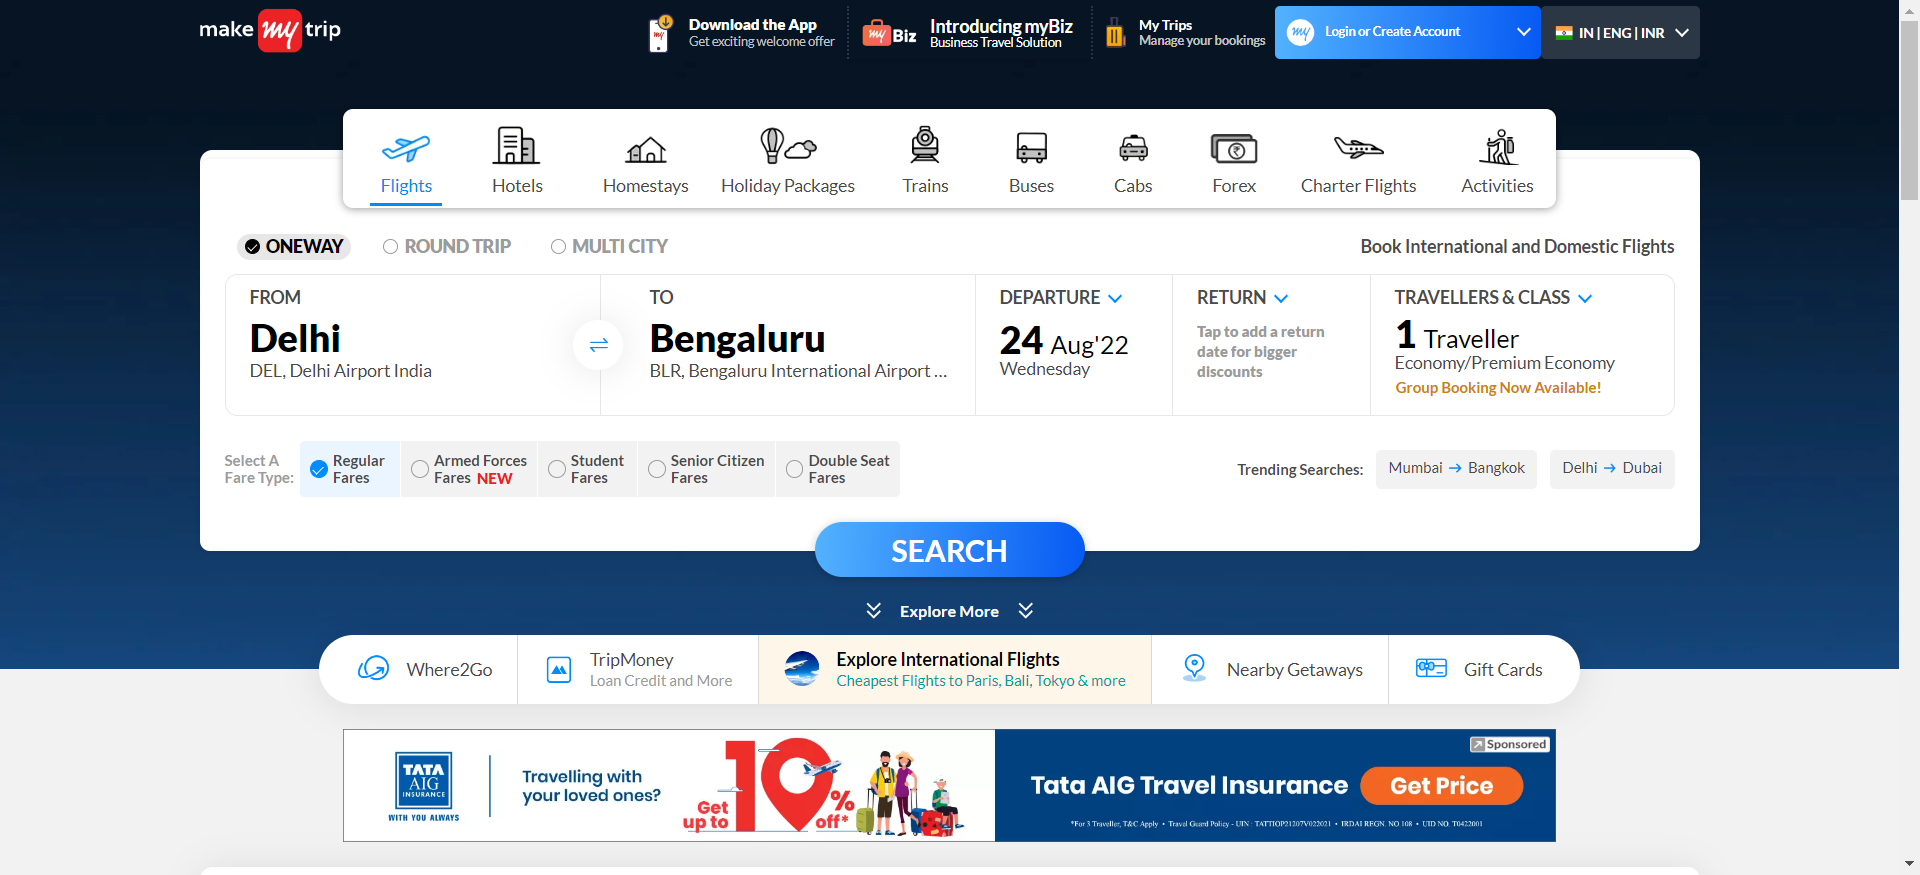 make my trip
Download the App
Get exciting welcome offer
my Biz
Introducing myBiz
Business Travel Solution
My Trips
Manage your bookings
my
Login or Create Account
IN | ENG | INR
Flights
Hotels
Homestays
Holiday Packages
Trains
Buses
Cabs
Forex
Charter Flights
Activities
ONEWAY
ROUND TRIP
MULTI CITY
Book International and Domestic Flights
FROM
Delhi
DEL, Delhi Airport India
TO
Bengaluru
BLR, Bengaluru International Airport ...
DEPARTURE
24 Aug'22
Wednesday
RETURN
Tap to add a return
date for bigger
discounts
TRAVELLERS & CLASS
1 Traveller
Economy/Premium Economy
Group Booking Now Available!
Select A
Fare Type:
Regular
Fares
Armed Forces
Fares NEW
Student
Fares
Senior Citizen
Fares
Double Seat
Fares
Trending Searches:
Mumbai → Bangkok
Delhi → Dubai
SEARCH
Explore More
Where2Go
TripMoney
Loan Credit and More
Explore International Flights
Cheapest Flights to Paris, Bali, Tokyo & more
Nearby Getaways
Gift Cards
TATA
AIG
INSURANCE
WITH YOU ALWAYS
Travelling with
your loved ones?
Get
up to
10
%
off*
Sponsored
Tata AIG Travel Insurance
Get Price
*For 3 Traveller, T&C Apply • Travel Guard Policy - UIN : TATTIOP21207V022021 • IRDAI REGN. NO 108 • UID NO. T0422001